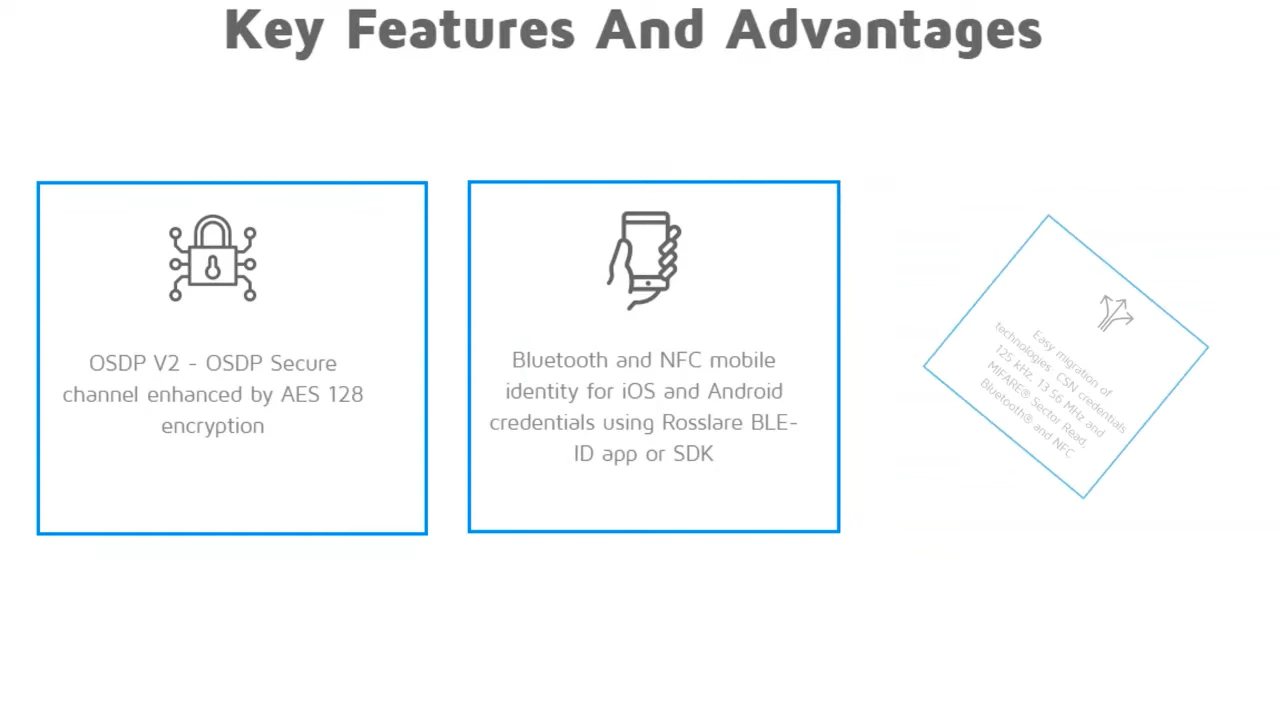 Key Features And Advantages
OSDP V2 - OSDP Secure
channel enhanced by AES 128
encryption
Bluetooth and NFC mobile
identity for iOS and Android
credentials using Rosslare BLE-
ID app or SDK
Easy migration of
technologies CSN credentials
125 kHz, 13.56 MHz and
MIFARE® Sector Read,
Bluetooth® and NFC